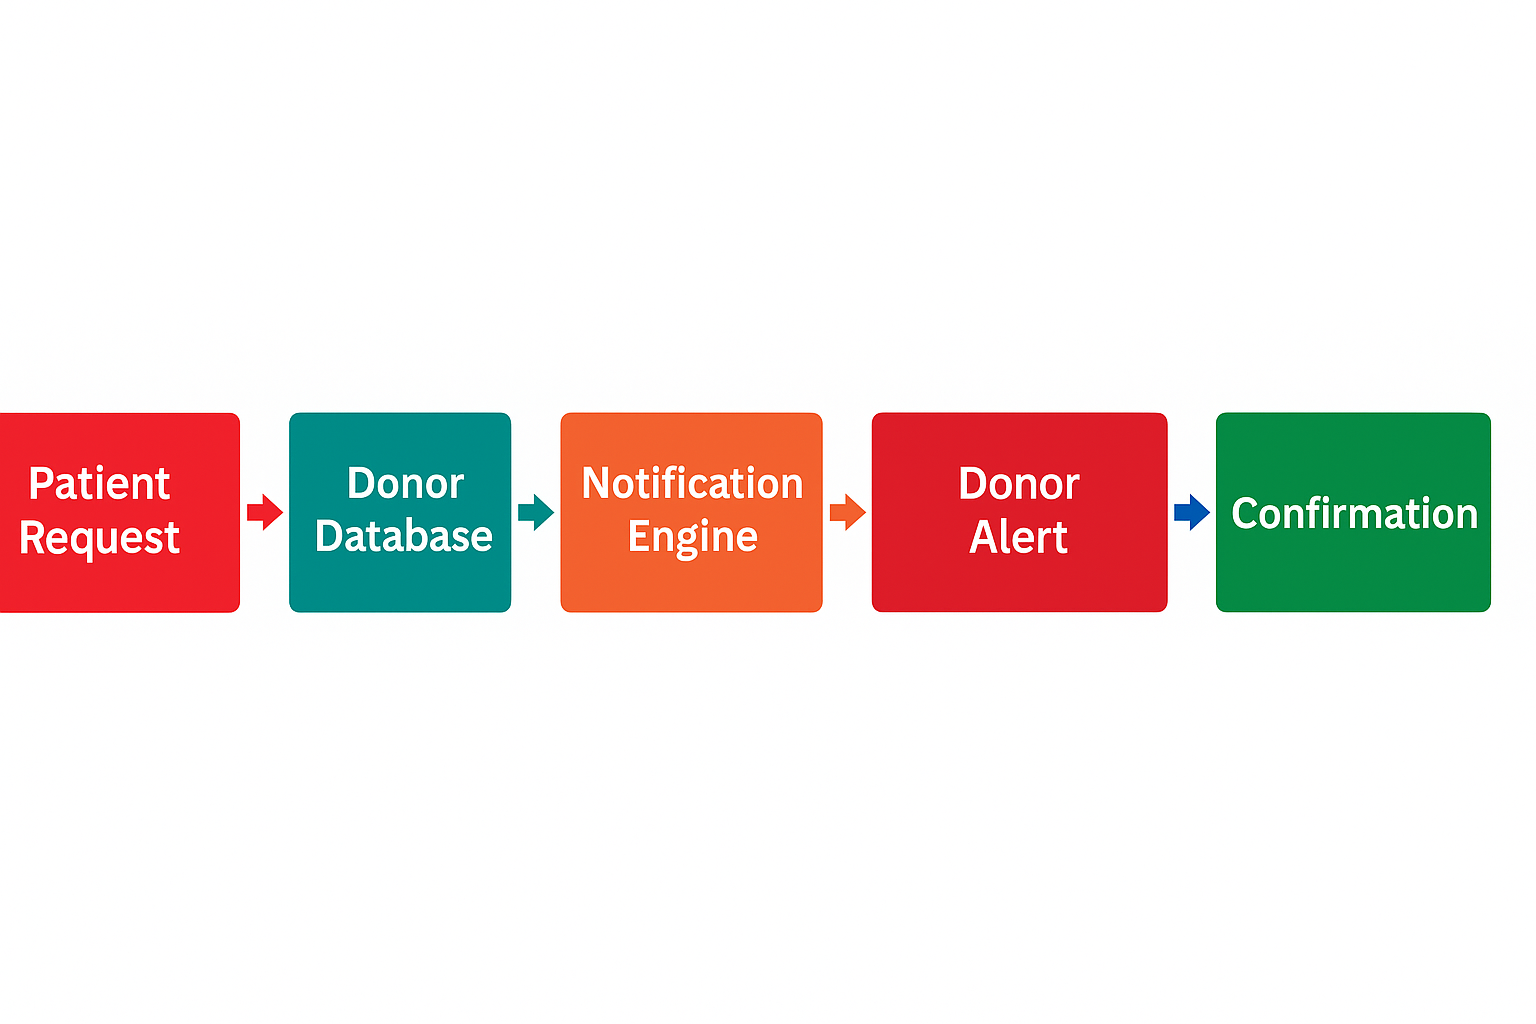 Patient
Request
Donor
Database
Notification
Engine
Donor
Alert
Confirmation